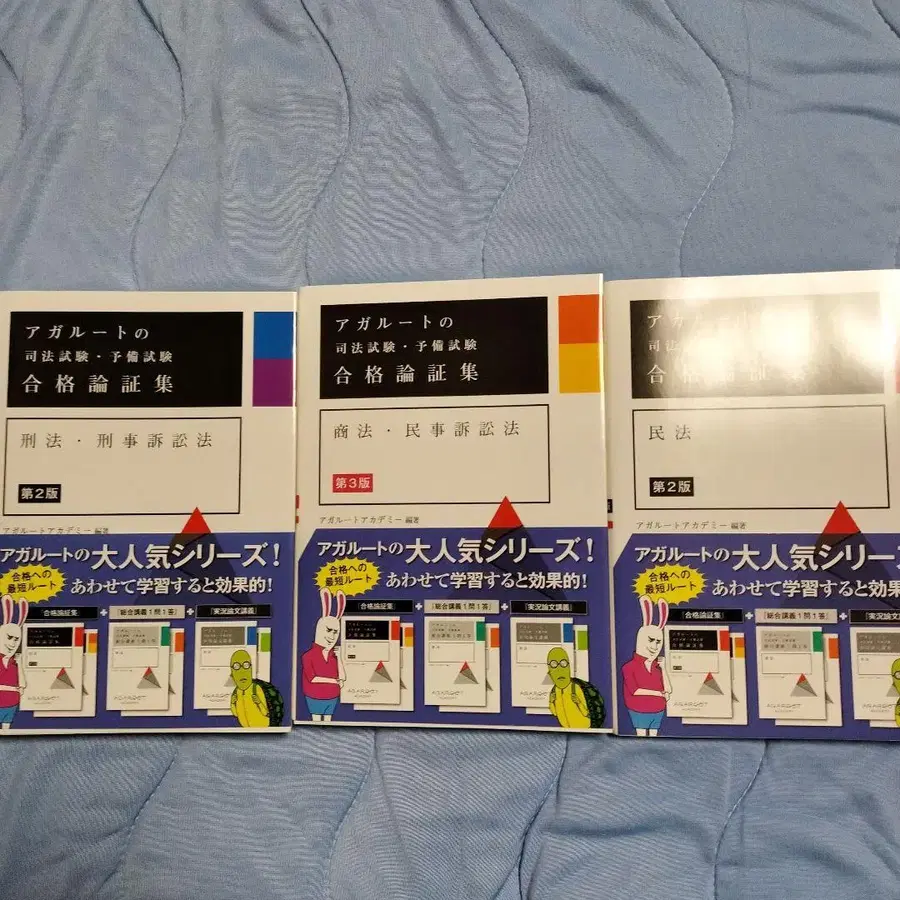 アガルートの
司法試験・予備試験
合格論証集
刑法・刑事訴訟法
第2版
アガルートアカデミー 編著
アガルートの大人気シリーズ!
合格への
最短ルート
あわせて学習すると効果的!
「合格論証集」
+
「総合講義1問1答」
+
「実況論文講義」
アガルートの
司法試験・予備試験
合格論証集
商法・民事訴訟法
第3版
アガルートアカデミー 編著
アガルートの大人気シリーズ!
合格への
最短ルート
あわせて学習すると効果的!
「合格論証集」
+
「総合講義1問1答」
+
「実況論文講義」
司法
合格
民法
第2版
アガルートアカデミー 編著
アガルートの大人気シリーズ
合格への
最短ルート
あわせて学習すると効果
「合格論証集」
+
「総合講義1問1答」
+
「実況論文